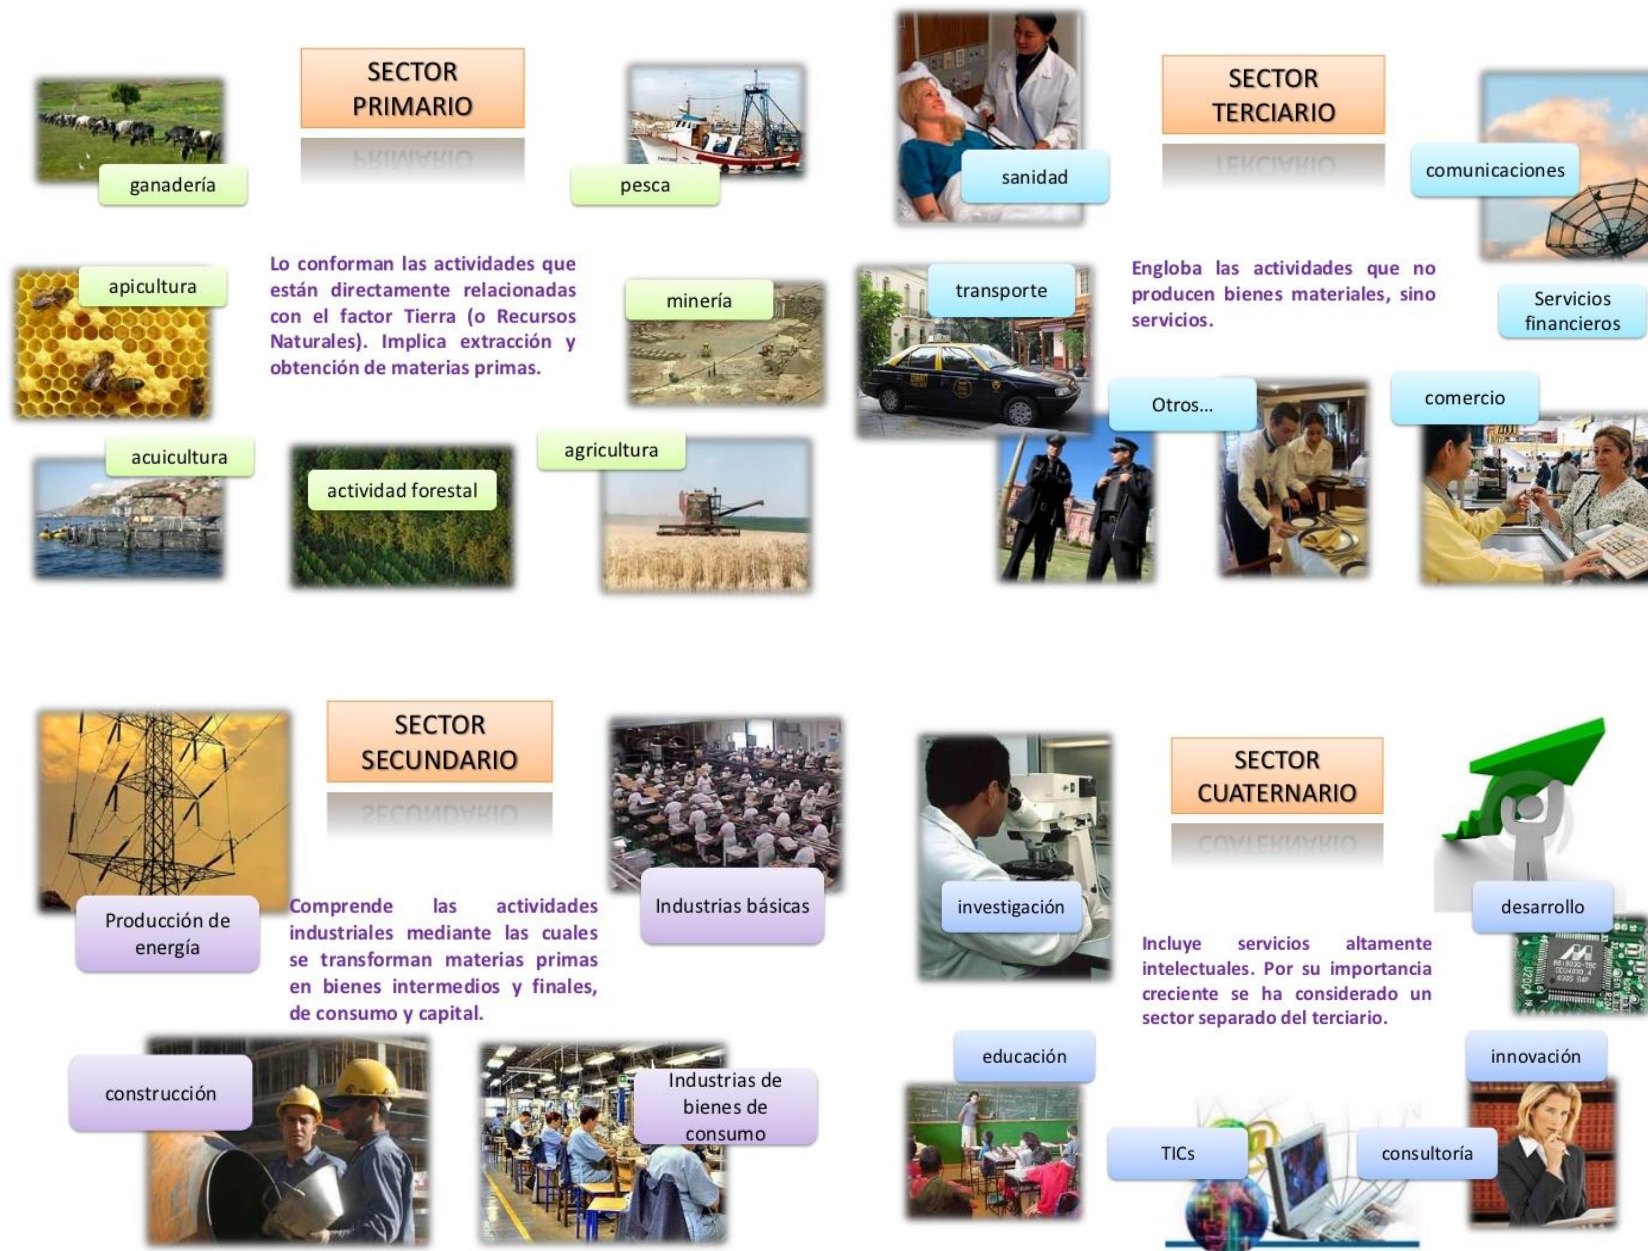 SECTOR
PRIMARIO
ganadería
pesca
apicultura
Lo conforman las actividades que
están directamente relacionadas
con el factor Tierra (o Recursos
Naturales). Implica extracción y
obtención de materias primas.
minería
acuicultura
actividad forestal
agricultura
SECTOR
TERCIARIO
sanidad
comunicaciones
transporte
Engloba las actividades que no
producen bienes materiales, sino
servicios.
Servicios
financieros
Otros...
comercio
SECTOR
SECUNDARIO
Producción de
energía
Industrias básicas
Comprende las actividades
industriales mediante las cuales
se transforman materias primas
en bienes intermedios y finales,
de consumo y capital.
construcción
Industrias de
bienes de
consumo
SECTOR
CUATERNARIO
investigación
desarrollo
Incluye servicios altamente
intelectuales. Por su importancia
creciente se ha considerado un
sector separado del terciario.
educación
innovación
TICs
consultoría